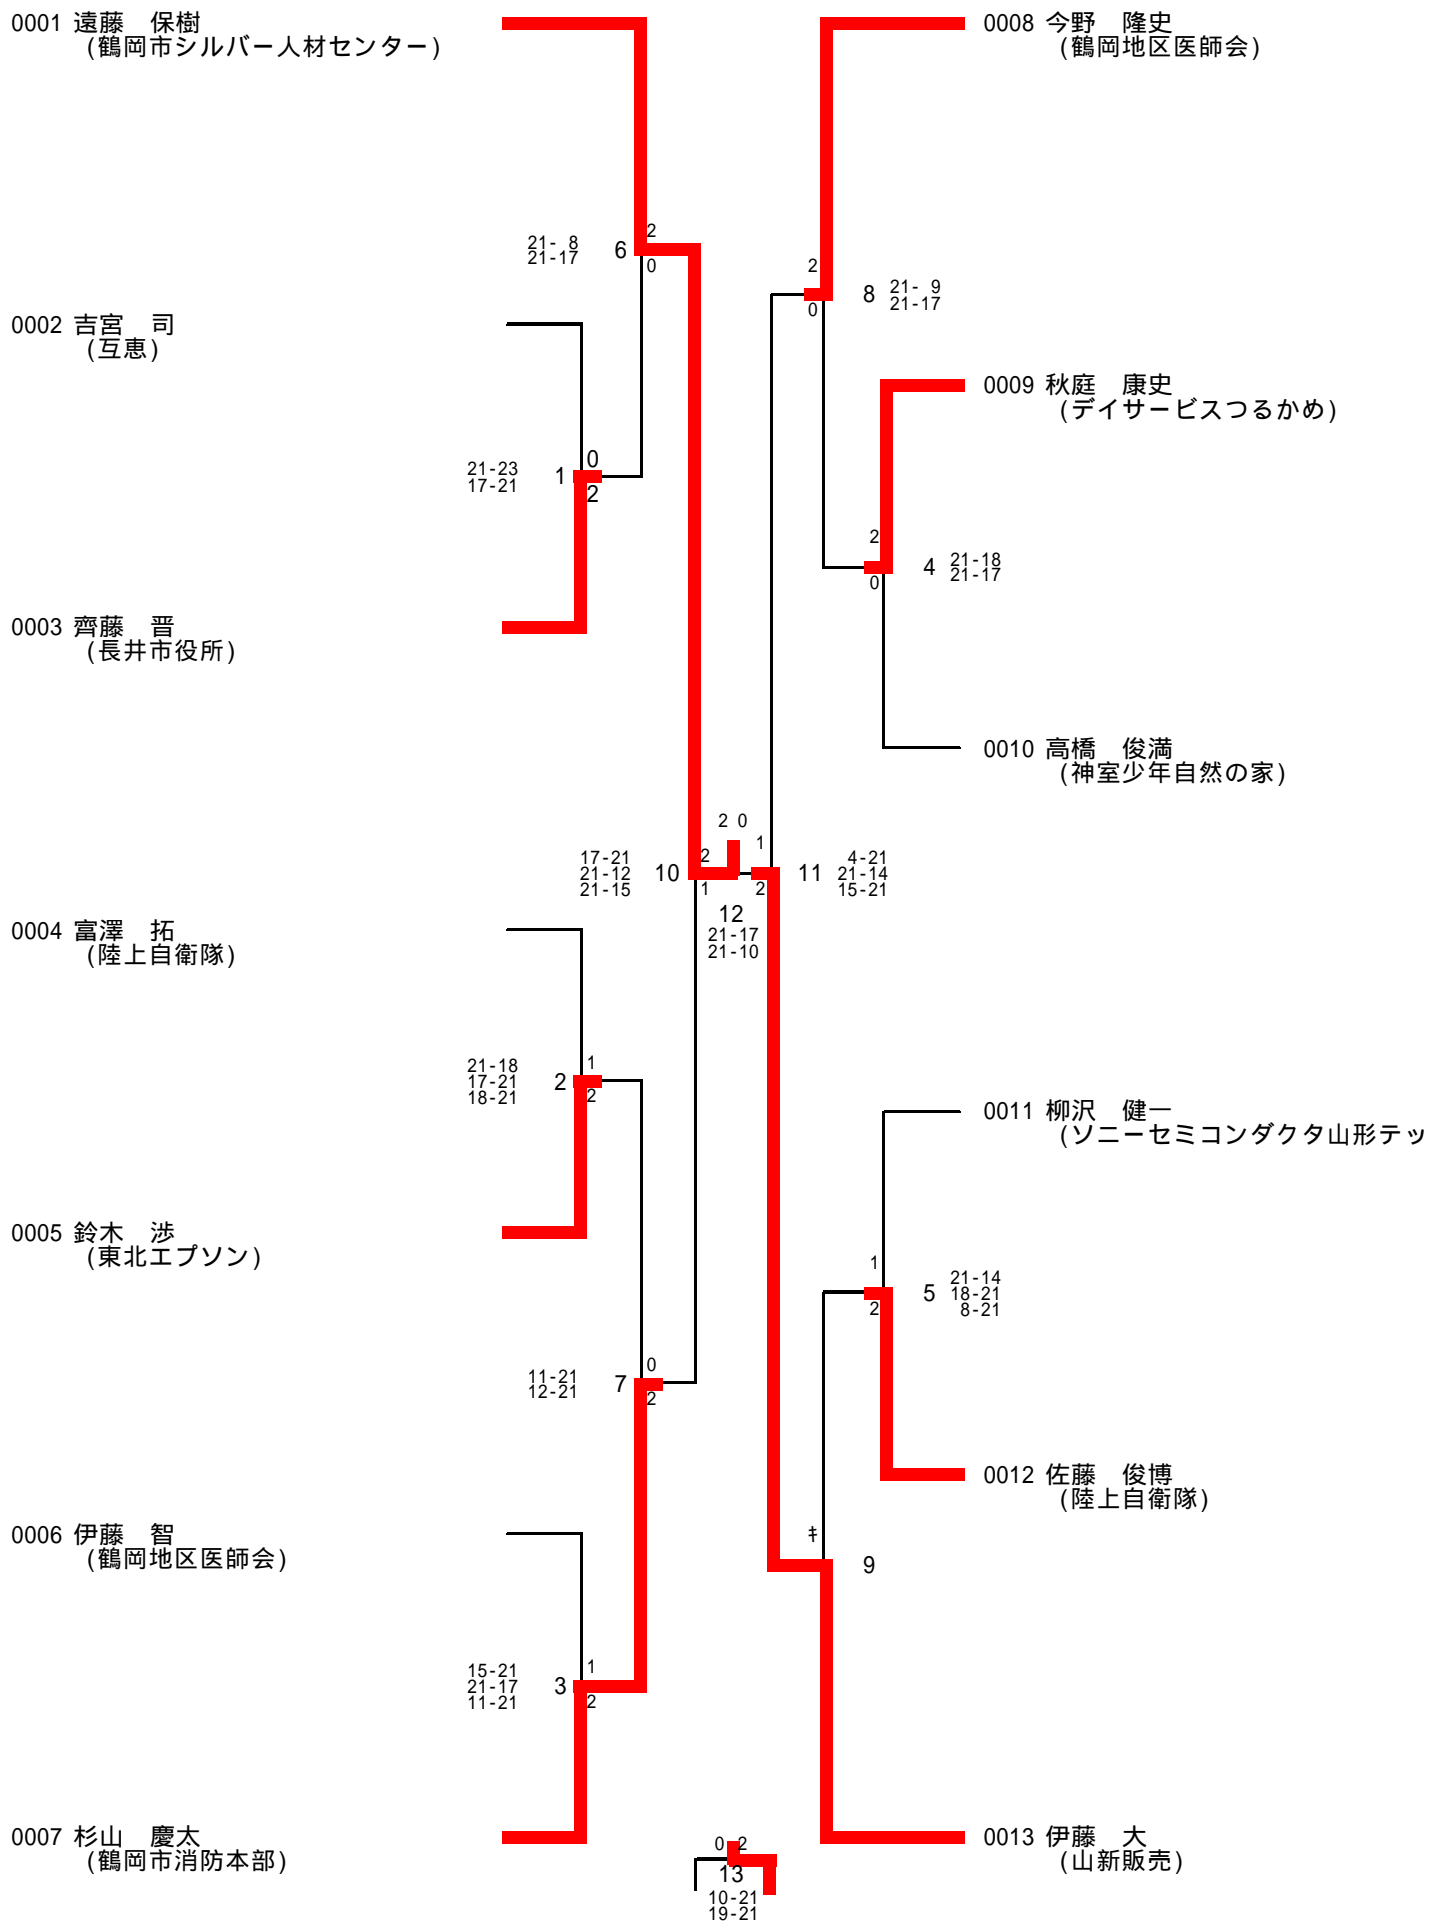 0001 遠藤　保樹
(鶴岡市シルバー人材センター)
2
21- 8
21-17
6
0
0002 吉宮　司
(互恵)
0
21-23
17-21
1
2
0003 齊藤　晋
(長井市役所)
2 0
17-21
21-12
21-15
10
2
1
12
21-17
21-10
0004 富澤　拓
(陸上自衛隊)
1
21-18
17-21
18-21
2
2
0005 鈴木　渉
(東北エプソン)
0
11-21
12-21
7
2
0006 伊藤　智
(鶴岡地区医師会)
1
15-21
21-17
11-21
3
2
0007 杉山　慶太
(鶴岡市消防本部)
0 2
13
10-21
19-21
0008 今野　隆史
(鶴岡地区医師会)
2
0
8
21- 9
21-17
0009 秋庭　康史
(デイサービスつるかめ)
2
0
4
21-18
21-17
0010 高橋　俊満
(神室少年自然の家)
1
2
11
4-21
21-14
15-21
0011 柳沢　健一
(ソニーセミコンダクタ山形テッ
1
2
5
21-14
18-21
8-21
0012 佐藤　俊博
(陸上自衛隊)
ｷ
9
0013 伊藤　大
(山新販売)